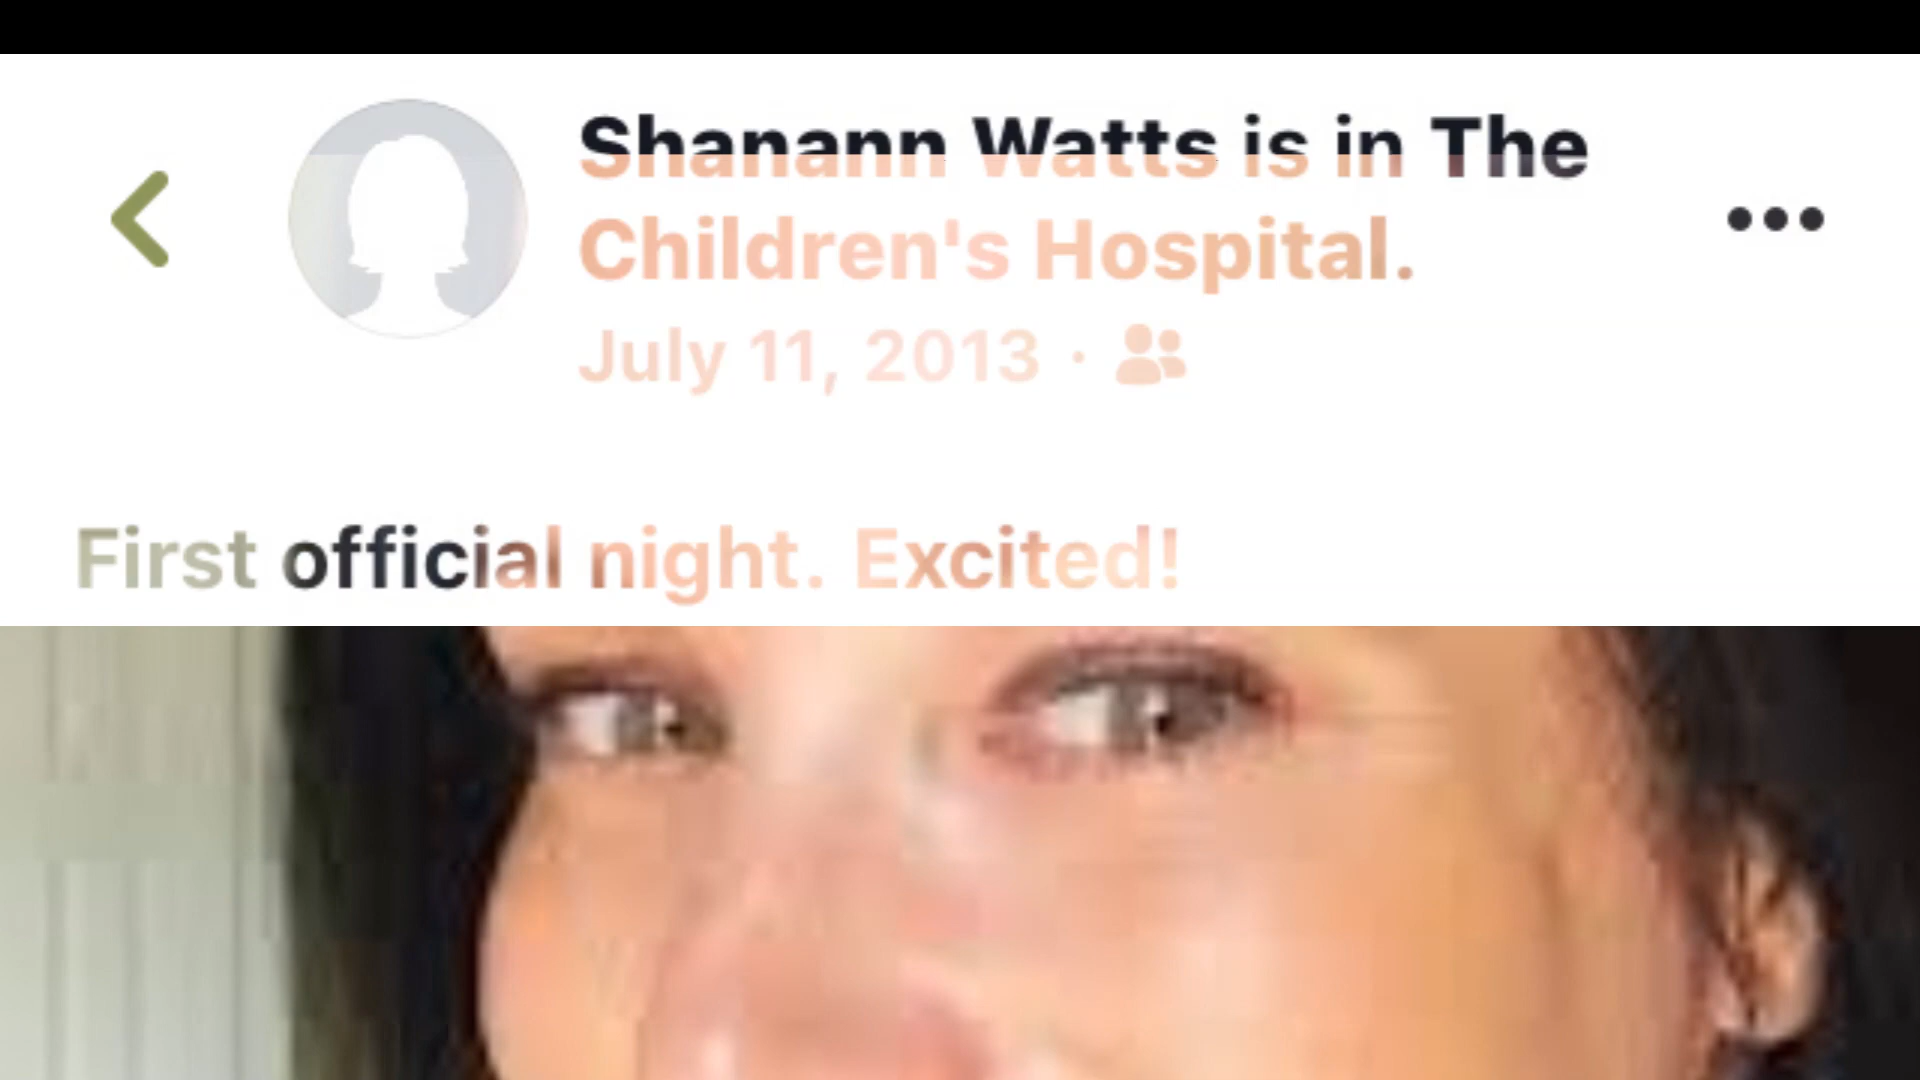 Shanann Watts is in The
Children's Hospital.
July 11, 2013 ·
First official night. Excited!